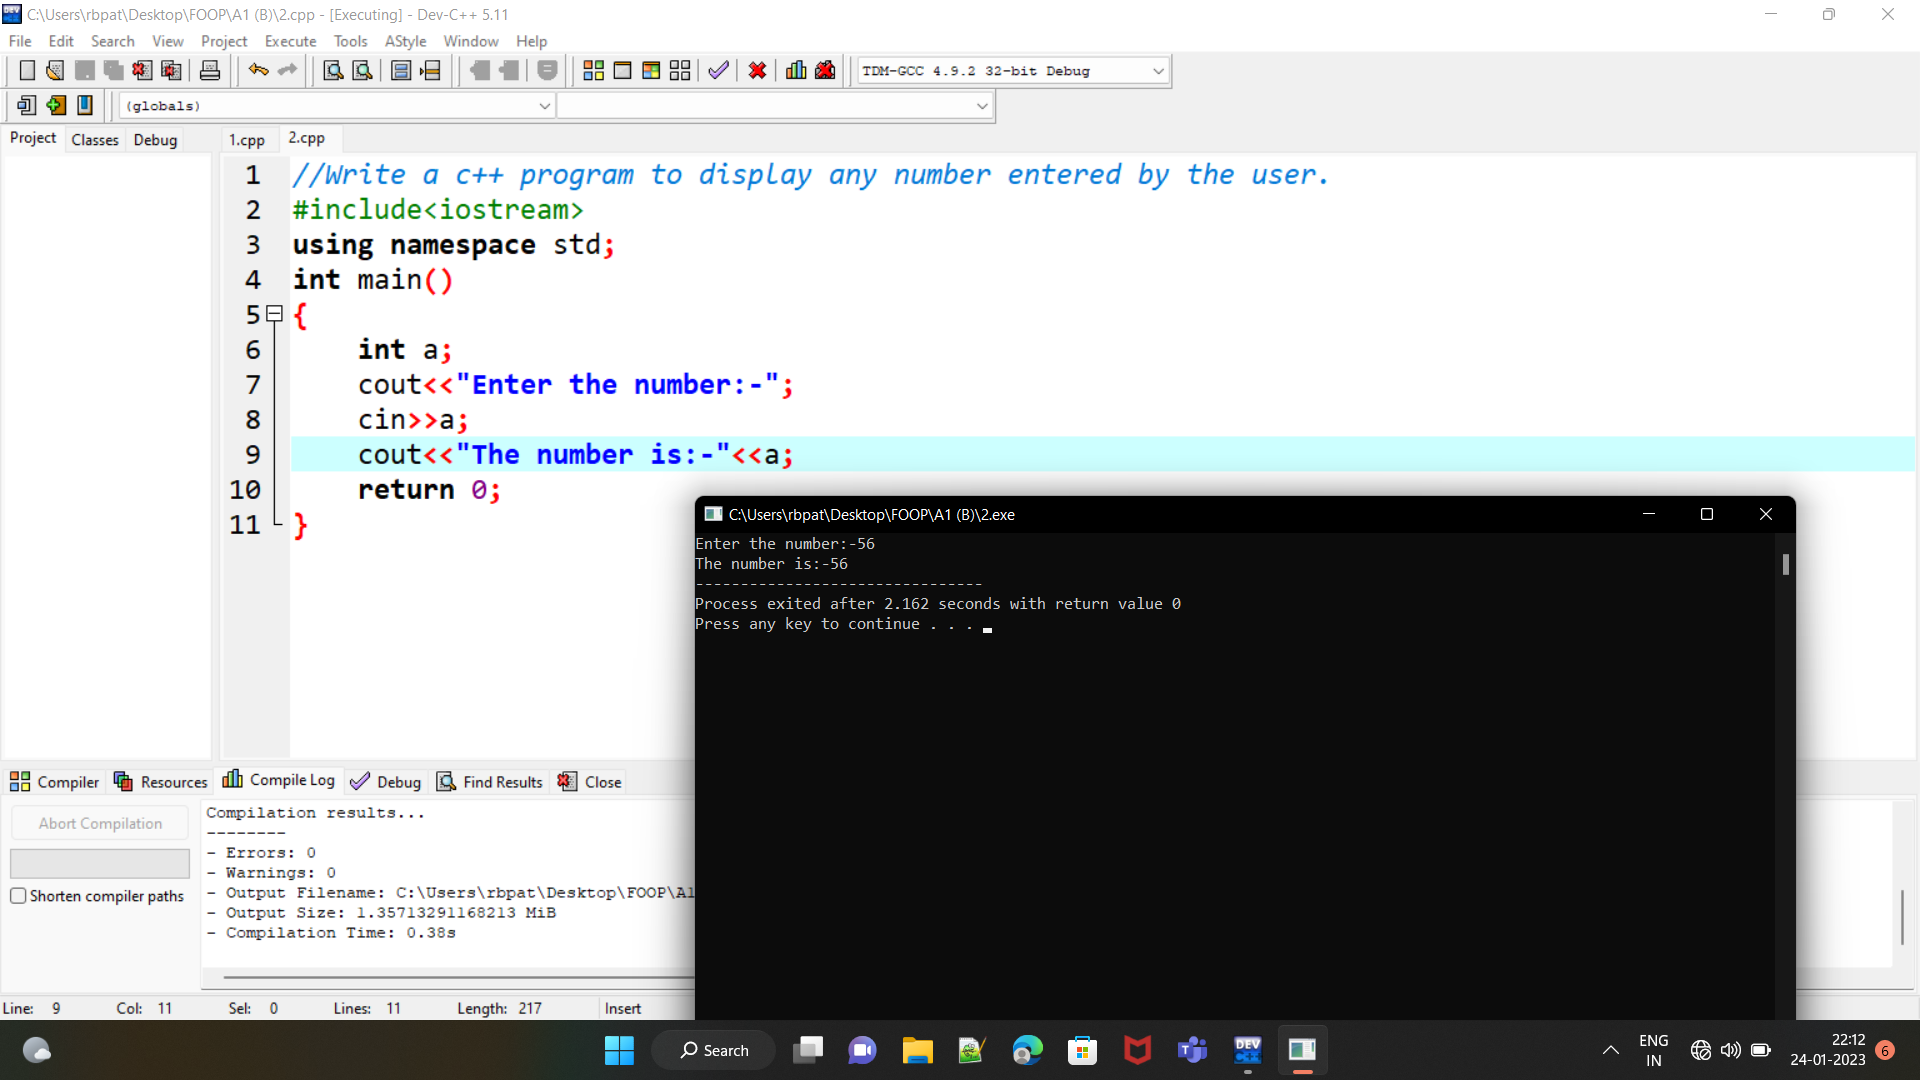 C:\Users\rbpat\Desktop\FOOP\A1 (B)\2.cpp - [Executing] - Dev-C++ 5.11
File Edit Search View Project Execute Tools AStyle Window Help
TDM-GCC 4.9.2 32-bit Debug
(globals)
Project Classes Debug 1.cpp 2.cpp
1 //Write a c++ program to display any number entered by the user.
2 #include<iostream>
3 using namespace std;
4 int main()
5 {
6 int a;
7 cout<<"Enter the number:-";
8 cin>>a;
9 cout<<"The number is:-"<<a;
10 return 0;
11 }
C:\Users\rbpat\Desktop\FOOP\A1 (B)\2.exe
Enter the number:-56
The number is:-56
--------------------------------
Process exited after 2.162 seconds with return value 0
Press any key to continue . . .
Compiler Resources Compile Log Debug Find Results Close
Abort Compilation
Shorten compiler paths
Compilation results...
--------
- Errors: 0
- Warnings: 0
- Output Filename: C:\Users\rbpat\Desktop\FOOP\A1
- Output Size: 1.35713291168213 MiB
- Compilation Time: 0.38s
Line: 9 Col: 11 Sel: 0 Lines: 11 Length: 217 Insert
Search
DEV C++
ENG
IN
22:12
24-01-2023
6